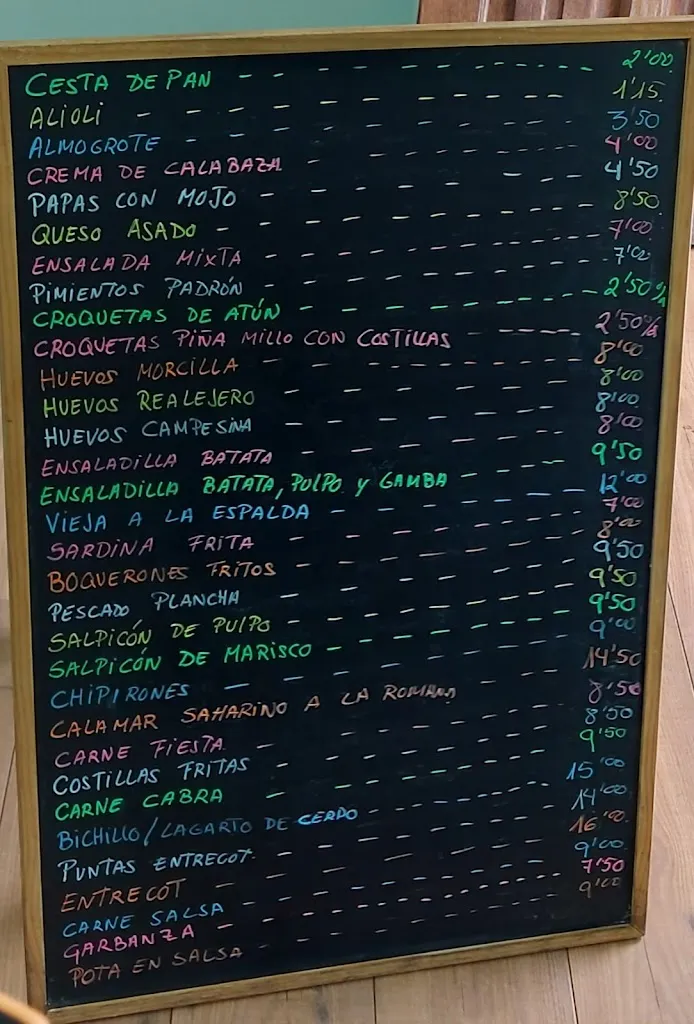 CESTA DE PAN 2'00
ALIOLI 1'15
ALMOGROTE 3'50
CREMA DE CALABAZA 4'00
PAPAS CON MOJO 4'50
QUESO ASADO 8'50
ENSALADA MIXTA 7'00
PIMIENTOS PADRÓN 7'00
CROQUETAS DE ATÚN 2'50
CROQUETAS PIÑA MILLO CON COSTILLAS 2'50
HUEVOS MORCILLA 8'00
HUEVOS REALEJERO 8'00
HUEVOS CAMPESINA 8'00
ENSALADILLA BATATA 8'00
ENSALADILLA BATATA, PULPO Y GAMBA 9'50
VIEJA A LA ESPALDA 12'00
SARDINA FRITA 7'00
BOQUERONES FRITOS 8'00
PESCADO PLANCHA 9'50
SALPICÓN DE PULPO 9'50
SALPICÓN DE MARISCO 9'50
CHIPIRONES 9'00
CALAMAR SAHARINO A LA ROMANA 14'50
CARNE FIESTA 8'50
COSTILLAS FRITAS 8'50
CARNE CABRA 9'50
BICHILLO/LAGARTO DE CERDO 15'00
PUNTAS ENTRECOT 14'00
ENTRECOT 16'00
CARNE SALSA 9'00
GARBANZA 7'50
POTA EN SALSA 9'00